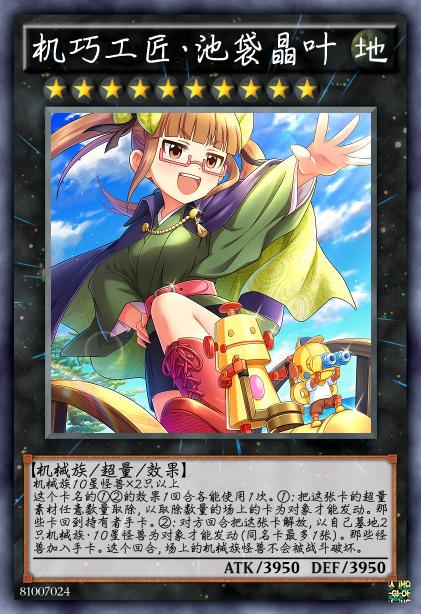 机巧工匠·池袋晶叶 地
【机械族/超量/效果】
机械族10星怪兽×2只以上
这个卡名的①②的效果1回合各能使用1次。①:把这张卡的超量
素材任意数量取除,以取除数量的场上的卡为对象才能发动。那
些卡回到持有者手卡。②:对方回合把这张卡解放,以自己墓地2
只机械族·10星怪兽为对象才能发动(同名卡最多1张)。那些怪
兽加入手卡。这个回合,场上的机械族怪兽不会被战斗破坏。
ATK/3950 DEF/3950
81007024